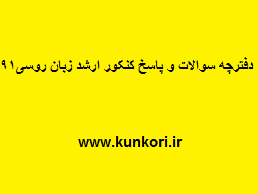 دفترچه سوالات و پاسخ کنکور ارشد زبان روسی۹۱
www.kunkori.ir